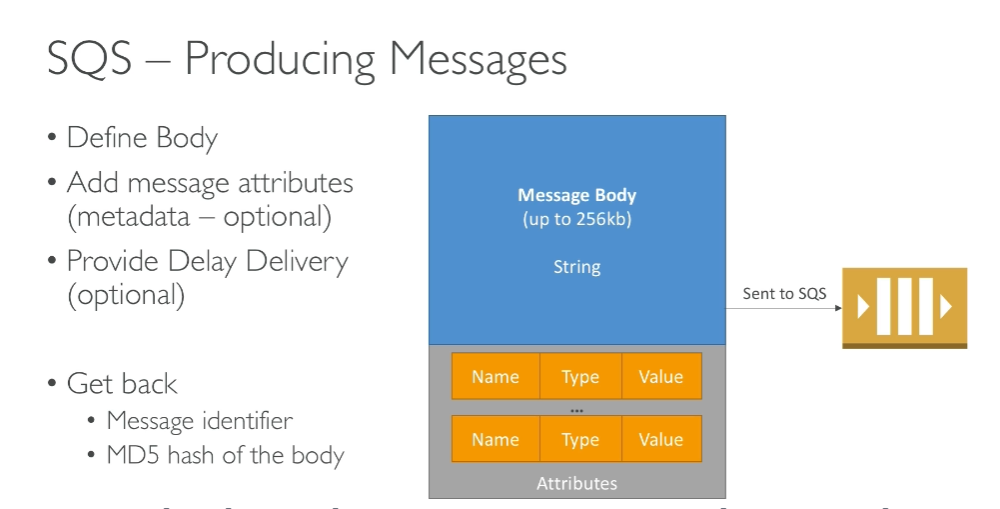 SQS – Producing Messages
• Define Body
• Add message attributes
(metadata – optional)
• Provide Delay Delivery
(optional)
• Get back
• Message identifier
• MD5 hash of the body
Message Body
(up to 256kb)
String
Sent to SQS
Name Type Value
...
Name Type Value
Attributes